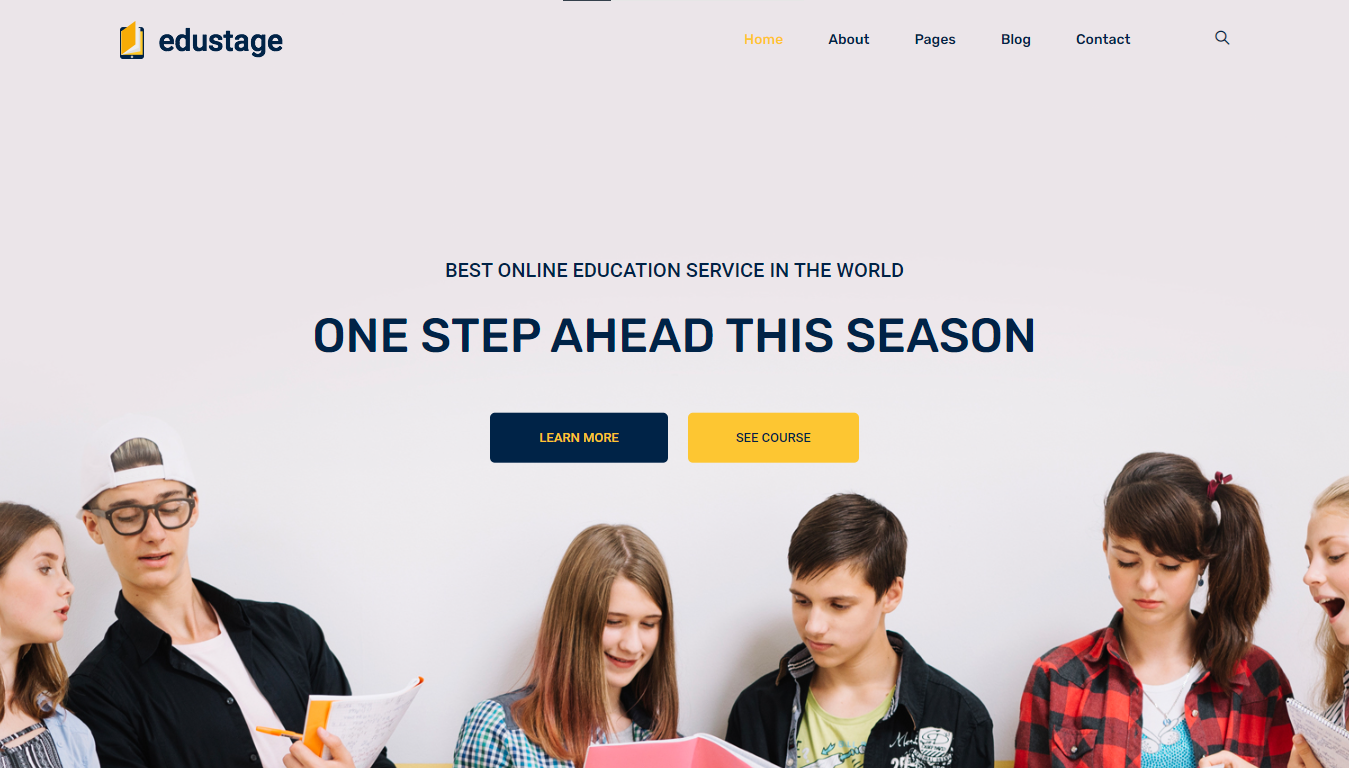 edustage
Home About Pages Blog Contact
BEST ONLINE EDUCATION SERVICE IN THE WORLD
ONE STEP AHEAD THIS SEASON
LEARN MORE SEE COURSE